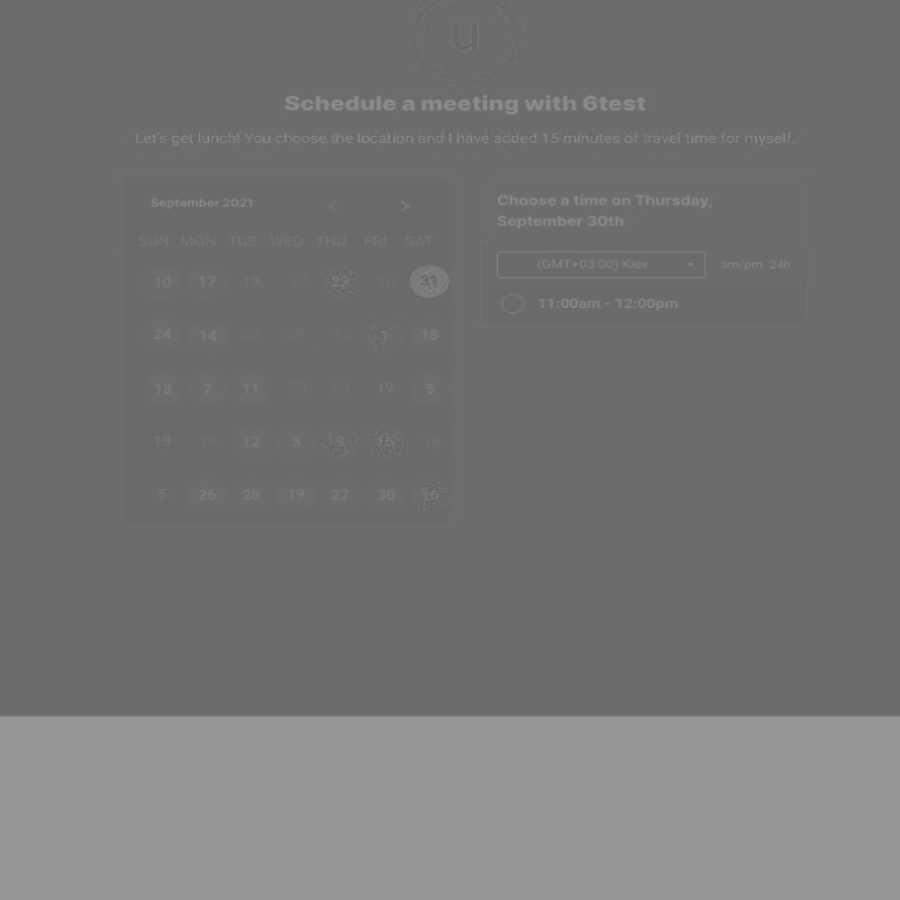 u
Schedule a meeting with 6test
Let's get lunch! You choose the location and I have added 15 minutes of travel time for myself.
September 2021 < >
SUN MON TUE WED THU FRI SAT
10 17 19 27 22 10 31
24 14 22 29 13 3 18
13 7 11 25 23 19 5
19 26 12 3 8 15 18
5 26 28 19 27 30 16
Choose a time on Thursday,
September 30th
(GMT+03:00) Kiev am/pm 24h
11:00am - 12:00pm